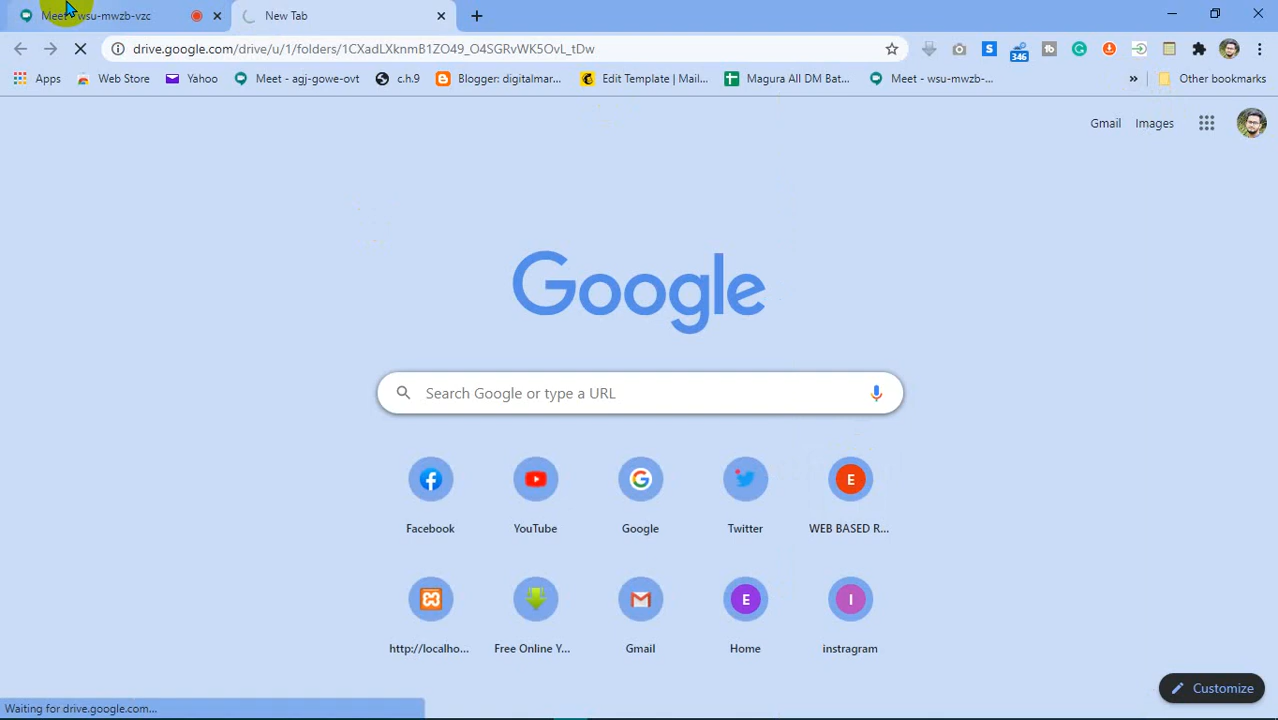 Meet - wsu-mwzb-vzc
New Tab
drive.google.com/drive/u/1/folders/1CXadLXknmB1ZO49_O4SGRvWK5OvL_tDw
346
Apps Web Store Yahoo Meet - agj-gowe-ovt c.h.9 Blogger: digitalmar... Edit Template | Mail... Magura All DM Bat... Meet - wsu-mwzb-... » Other bookmarks
Gmail Images
Google
Search Google or type a URL
E
Facebook YouTube Google Twitter WEB BASED R...
E I
http://localho... Free Online Y... Gmail Home instragram
Customize
Waiting for drive.google.com...